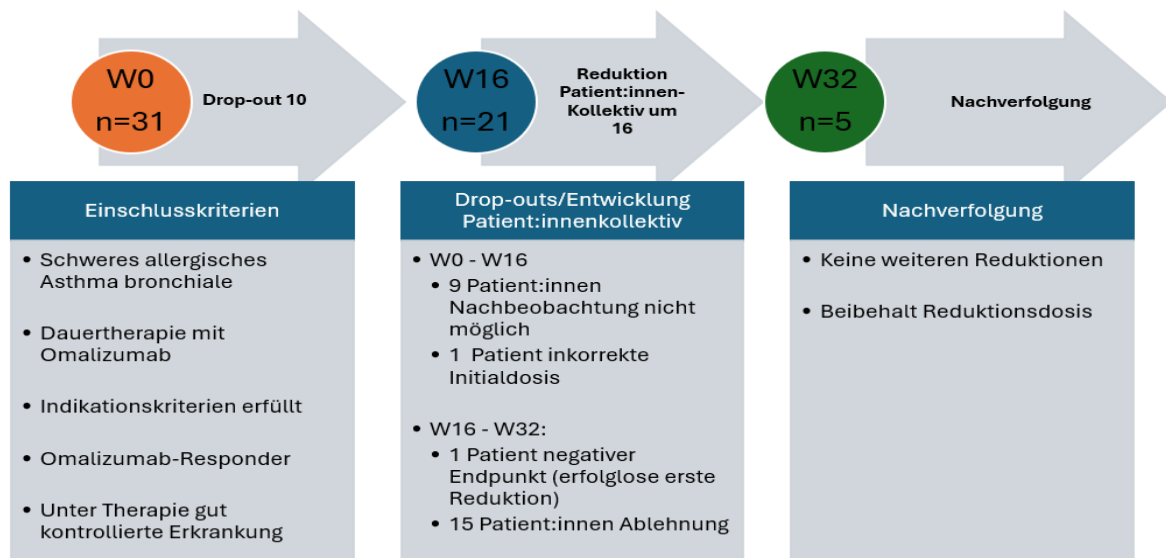 W0
n=31
Drop-out 10
W16
n=21
Reduktion
Patient:innen-
Kollektiv um
16
W32
n=5
Nachverfolgung
Einschlusskriterien
• Schweres allergisches
Asthma bronchiale
• Dauertherapie mit
Omalizumab
• Indikationskriterien erfüllt
• Omalizumab-Responder
• Unter Therapie gut
kontrollierte Erkrankung
Drop-outs/Entwicklung
Patient:innenkollektiv
• W0 - W16
• 9 Patient:innen
Nachbeobachtung nicht
möglich
• 1 Patient inkorrekte
Initialdosis
• W16 - W32:
• 1 Patient negativer
Endpunkt (erfolglose erste
Reduktion)
• 15 Patient:innen Ablehnung
Nachverfolgung
• Keine weiteren Reduktionen
• Beibehalt Reduktionsdosis